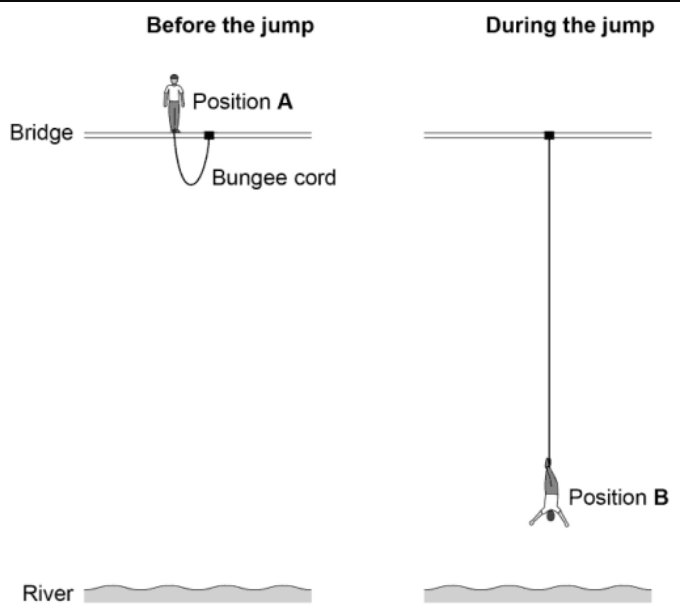 Before the jump
During the jump
Position A
Bridge
Bungee cord
Position B
River